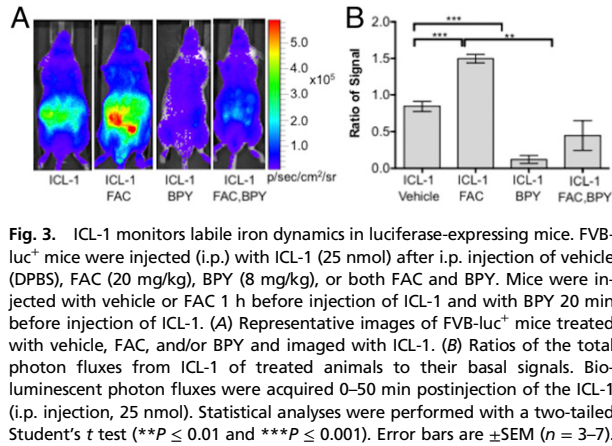 A
B
5.0
4.0
x10⁵
3.0
2.0
1.0
p/sec/cm²/sr
ICL-1
ICL-1
FAC
ICL-1
BPY
ICL-1
FAC,BPY
Ratio of Signal
2.0
1.5
1.0
0.5
0.0
***
***
**
ICL-1
Vehicle
ICL-1
FAC
ICL-1
BPY
ICL-1
FAC,BPY
Fig. 3. ICL-1 monitors labile iron dynamics in luciferase-expressing mice. FVB-
luc⁺ mice were injected (i.p.) with ICL-1 (25 nmol) after i.p. injection of vehicle
(DPBS), FAC (20 mg/kg), BPY (8 mg/kg), or both FAC and BPY. Mice were in-
jected with vehicle or FAC 1 h before injection of ICL-1 and with BPY 20 min
before injection of ICL-1. (A) Representative images of FVB-luc⁺ mice treated
with vehicle, FAC, and/or BPY and imaged with ICL-1. (B) Ratios of the total
photon fluxes from ICL-1 of treated animals to their basal signals. Bio-
luminescent photon fluxes were acquired 0–50 min postinjection of the ICL-1
(i.p. injection, 25 nmol). Statistical analyses were performed with a two-tailed
Student's t test (**P ≤ 0.01 and ***P ≤ 0.001). Error bars are ±SEM (n = 3–7).